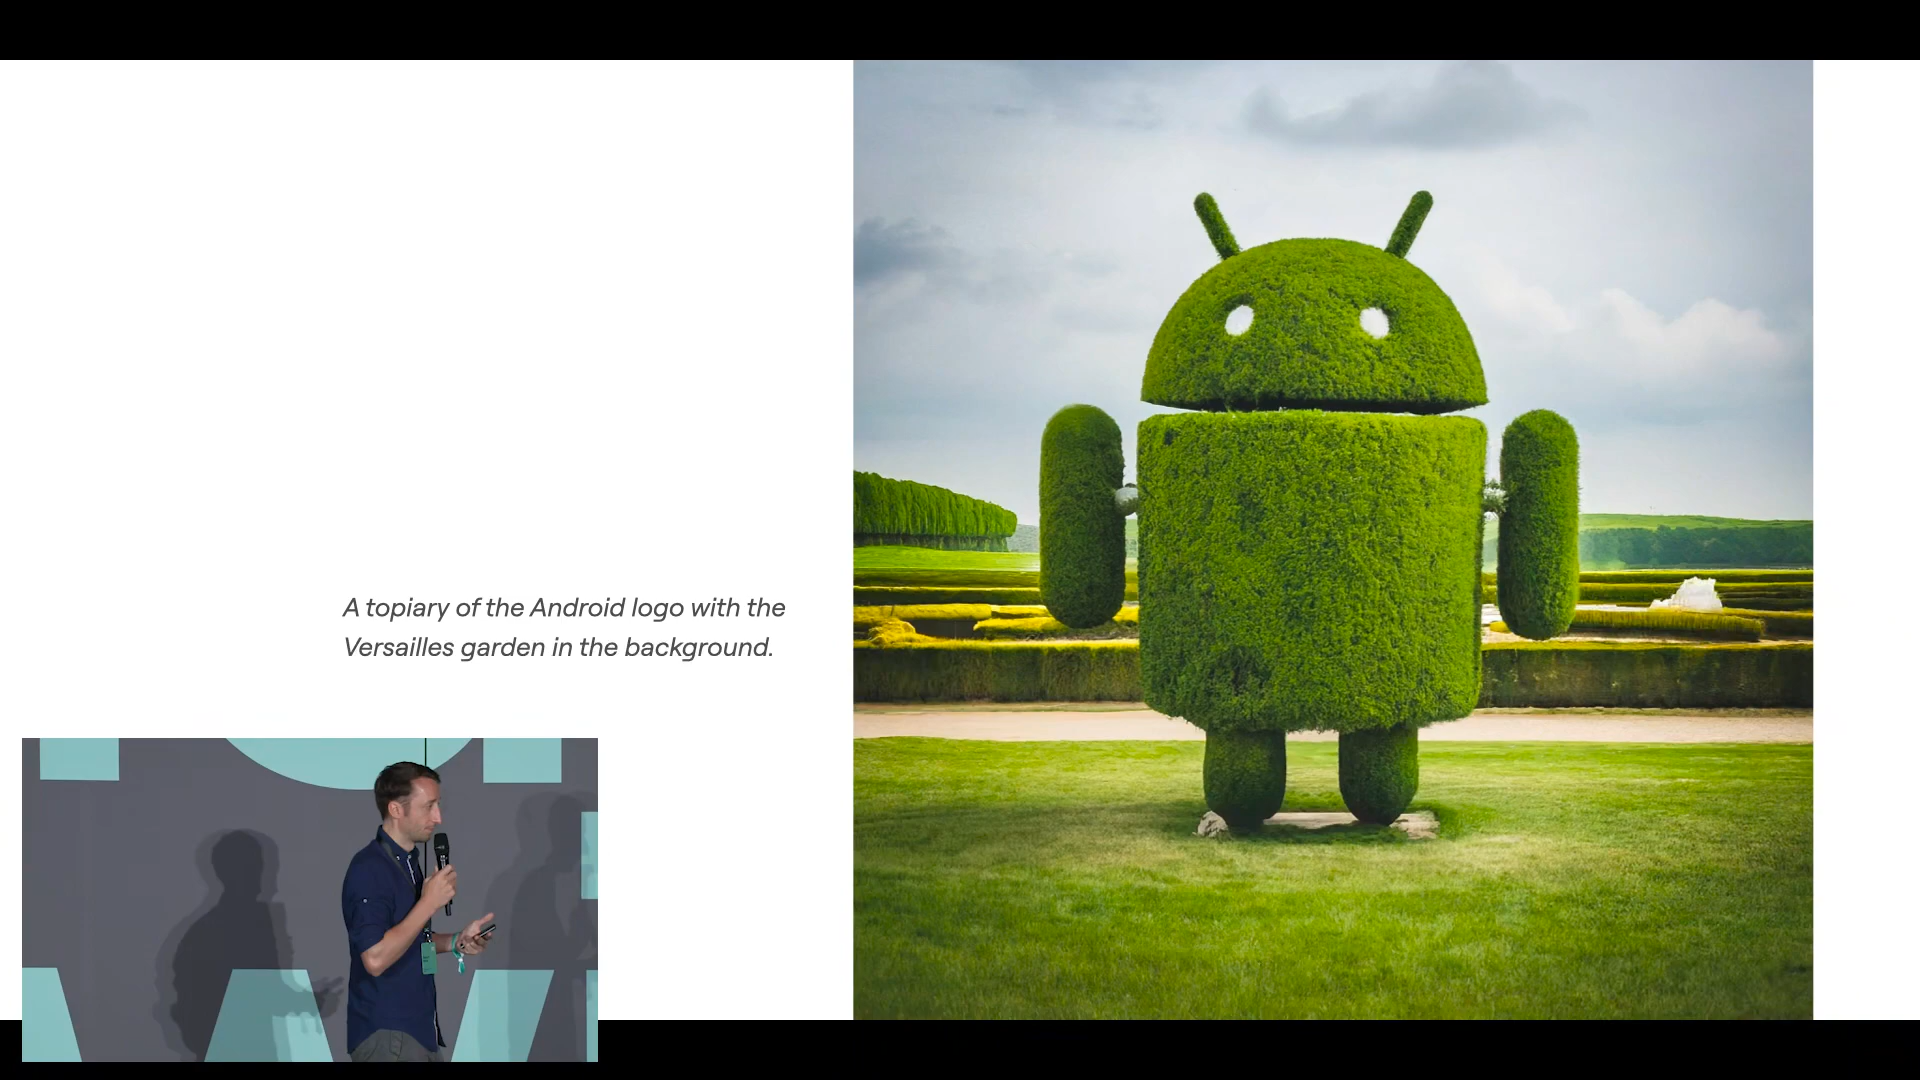 A topiary of the Android logo with the
Versailles garden in the background.